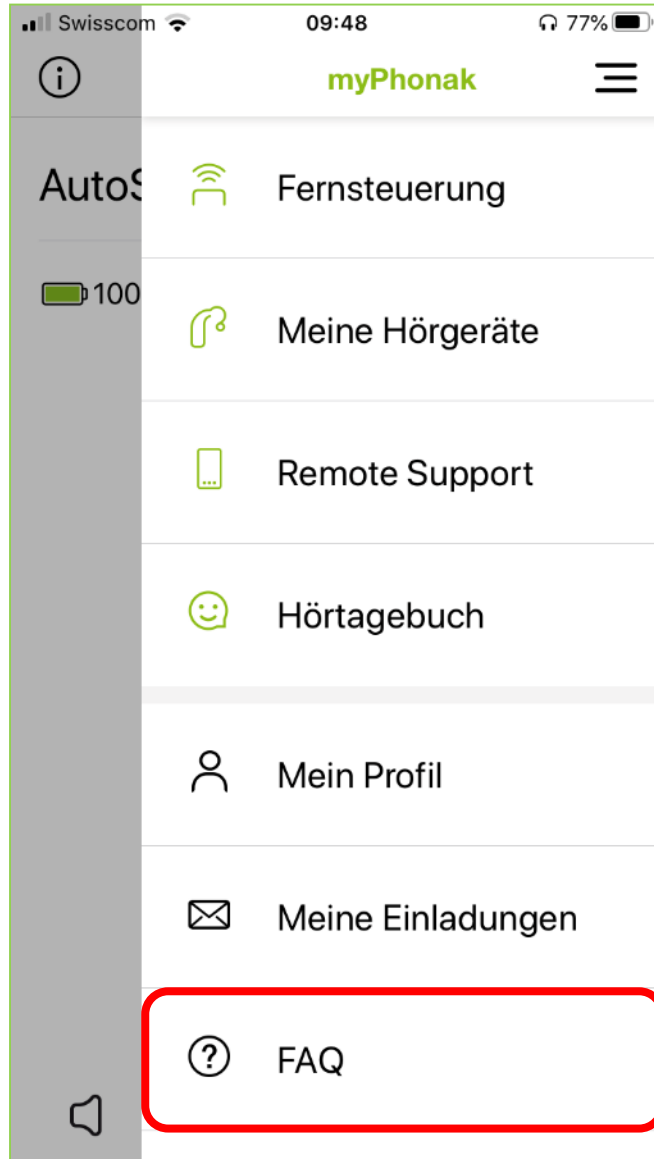 Swisscom 09:48 77%
myPhonak
AutoS
100
Fernsteuerung
Meine Hörgeräte
Remote Support
Hörtagebuch
Mein Profil
Meine Einladungen
FAQ